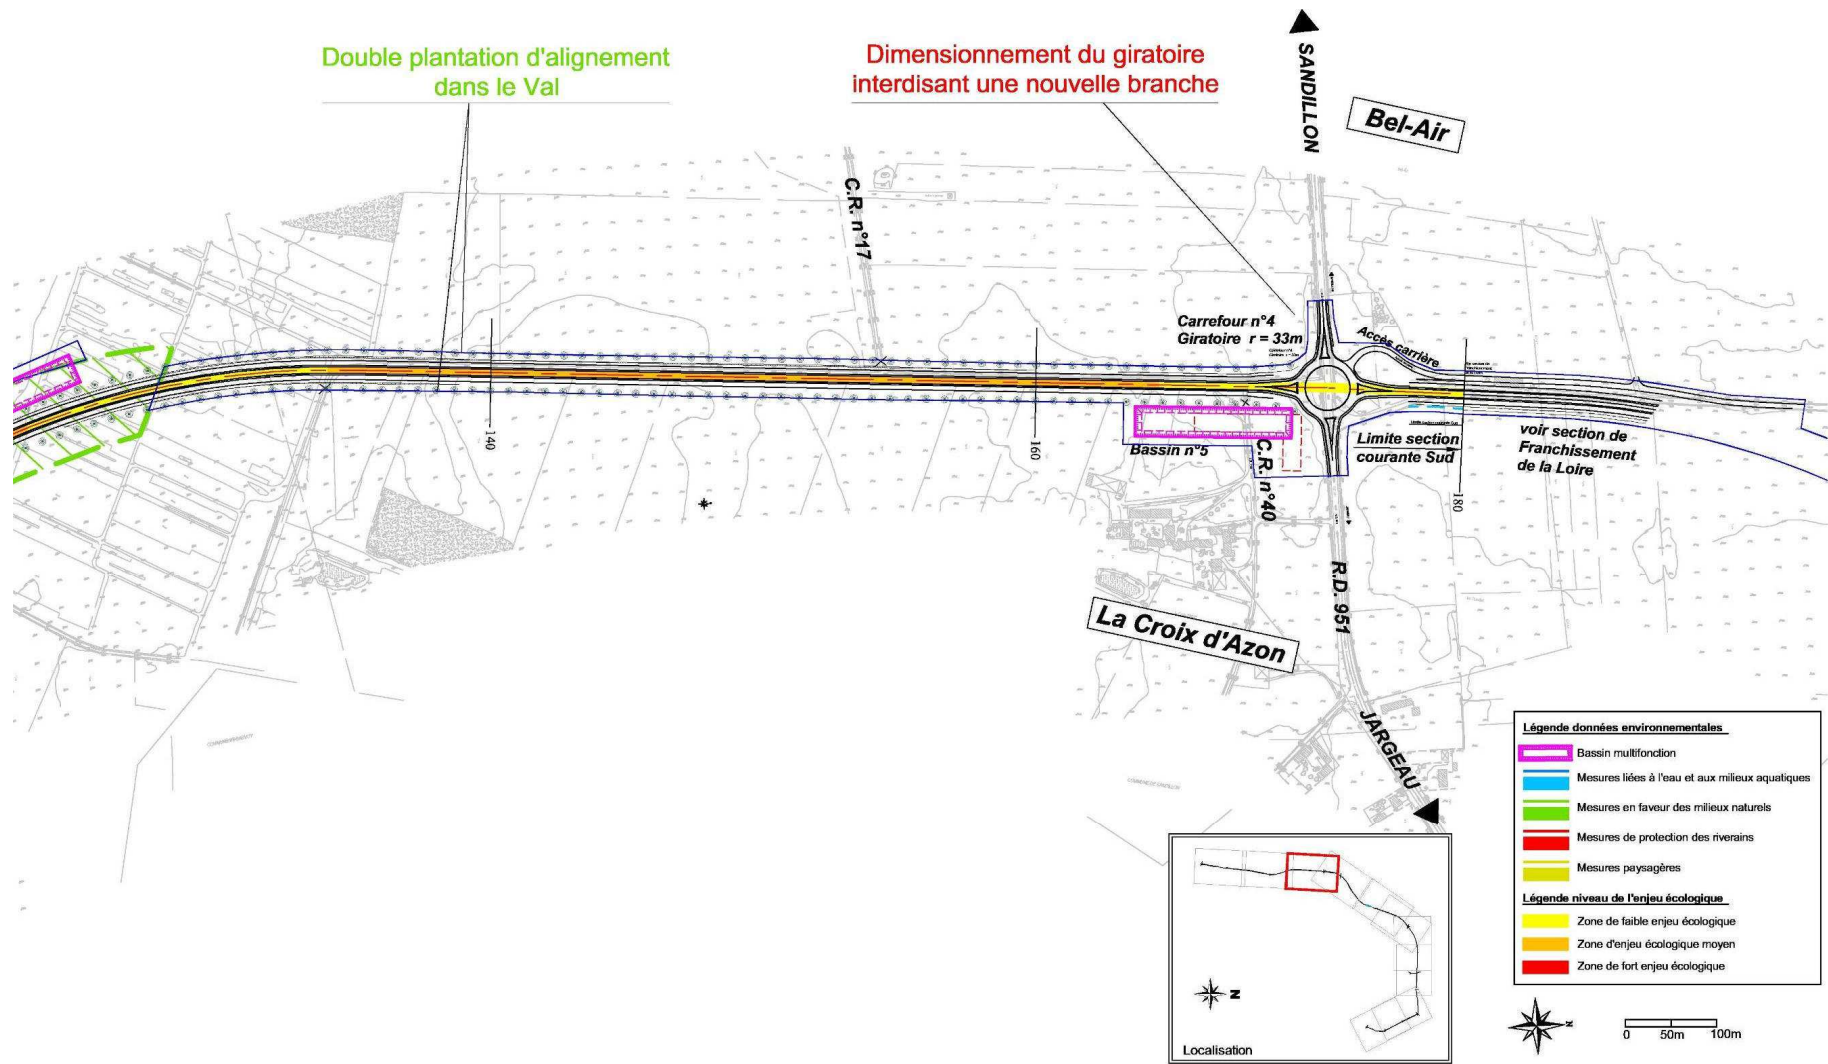 Double plantation d'alignement
dans le Val
Dimensionnement du giratoire
interdisant une nouvelle branche
SANDILLON
Bel-Air
C.R. n°17
Carrefour n°4
Giratoire r = 33m
Accès carrière
140
160
180
Bassin n°5
C.R. n°40
Limite section
courante Sud
voir section de
Franchissement
de la Loire
R.D. 951
La Croix d'Azon
JARGEAU
Légende données environnementales
Bassin multifonction
Mesures liées à l'eau et aux milieux aquatiques
Mesures en faveur des milieux naturels
Mesures de protection des riverains
Mesures paysagères
Légende niveau de l'enjeu écologique
Zone de faible enjeu écologique
Zone d'enjeu écologique moyen
Zone de fort enjeu écologique
N
Localisation
N
0 50m 100m